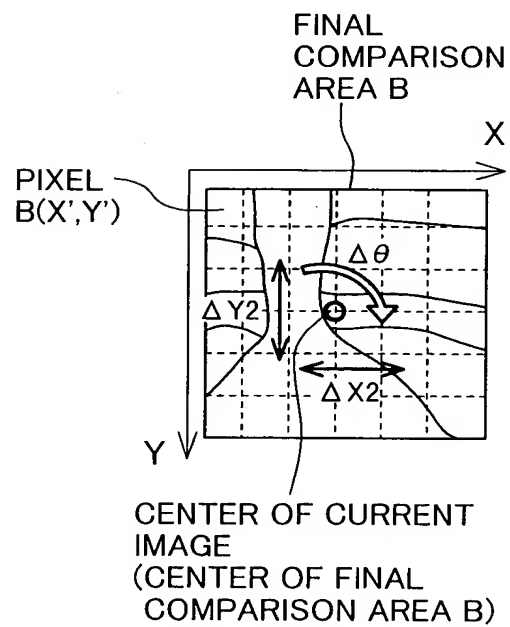 FINAL
COMPARISON
AREA B
X
PIXEL
B(X',Y')
Δθ
ΔY2
ΔX2
Y
CENTER OF CURRENT
IMAGE
(CENTER OF FINAL
COMPARISON AREA B)